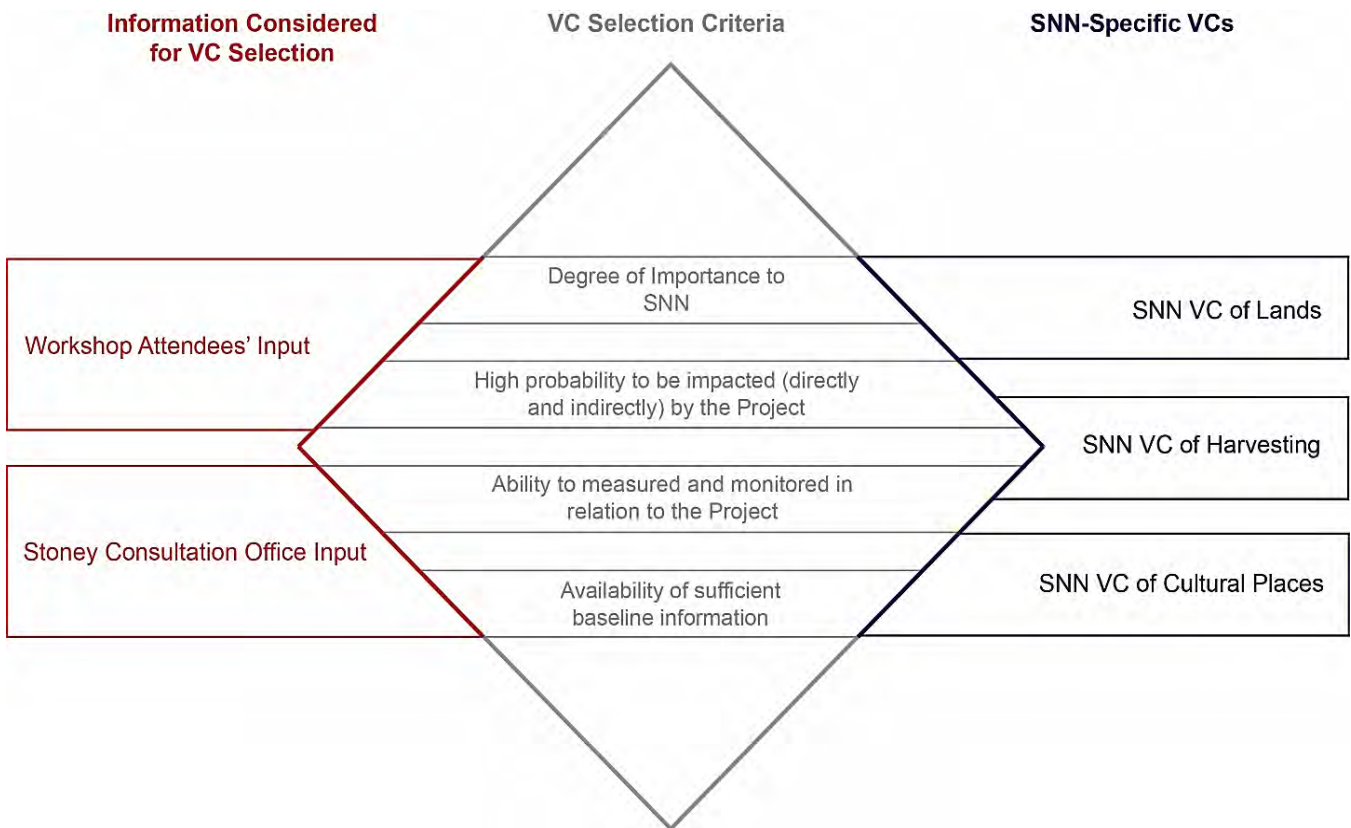 Information Considered
for VC Selection
VC Selection Criteria
SNN-Specific VCs
Workshop Attendees' Input
Stoney Consultation Office Input
Degree of Importance to
SNN
High probability to be impacted (directly
and indirectly) by the Project
Ability to measured and monitored in
relation to the Project
Availability of sufficient
baseline information
SNN VC of Lands
SNN VC of Harvesting
SNN VC of Cultural Places